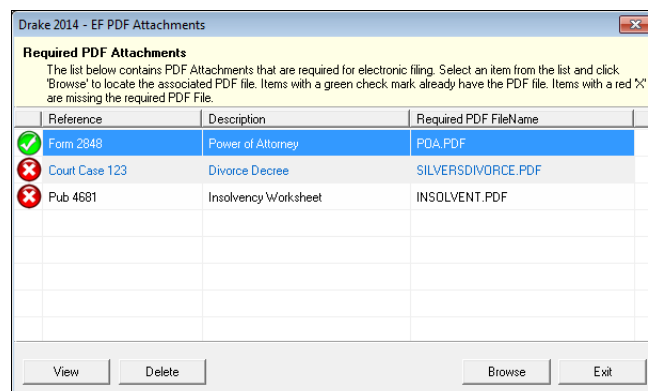 Drake 2014 - EF PDF Attachments
Required PDF Attachments
The list below contains PDF Attachments that are required for electronic filing. Select an item from the list and click
'Browse' to locate the associated PDF file. Items with a green check mark already have the PDF file. Items with a red 'X'
are missing the required PDF File.
Reference Description Required PDF FileName
Form 2848 Power of Attorney POA.PDF
Court Case 123 Divorce Decree SILVERSDIVORCE.PDF
Pub 4681 Insolvency Worksheet INSOLVENT.PDF
View Delete Browse Exit